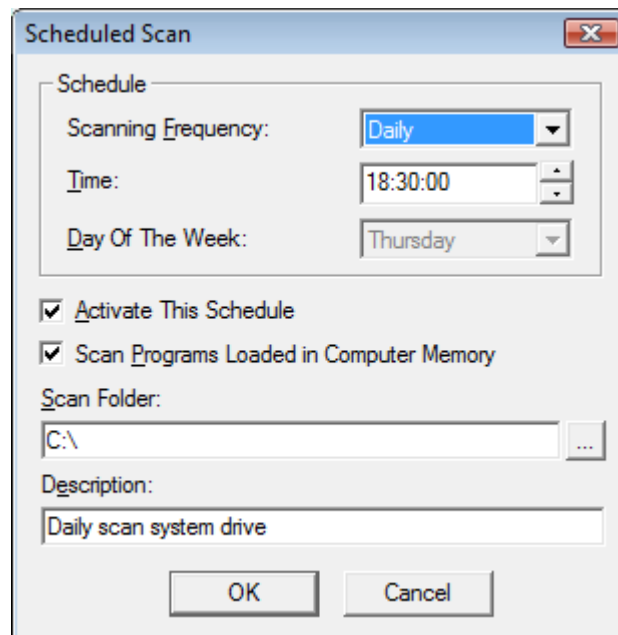 Scheduled Scan
Schedule
Scanning Frequency: Daily
Time: 18:30:00
Day Of The Week: Thursday
Activate This Schedule
Scan Programs Loaded in Computer Memory
Scan Folder:
C:\ ...
Description:
Daily scan system drive
OK Cancel